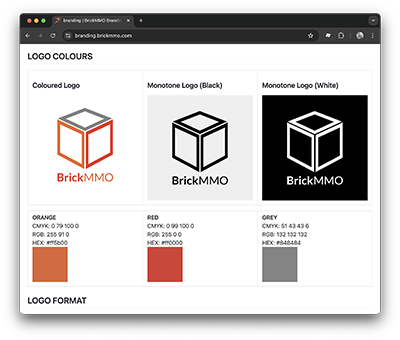 branding | BrickMMO Brandin
branding.brickmmo.com
LOGO COLOURS
Coloured Logo
Monotone Logo (Black)
Monotone Logo (White)
BrickMMO
BrickMMO
BrickMMO
ORANGE
CMYK: 0 79 100 0
RGB: 255 91 0
HEX: #ff5b00
RED
CMYK: 0 99 100 0
RGB: 255 0 0
HEX: #ff0000
GREY
CMYK: 51 43 43 6
RGB: 132 132 132
HEX: #848484
LOGO FORMAT